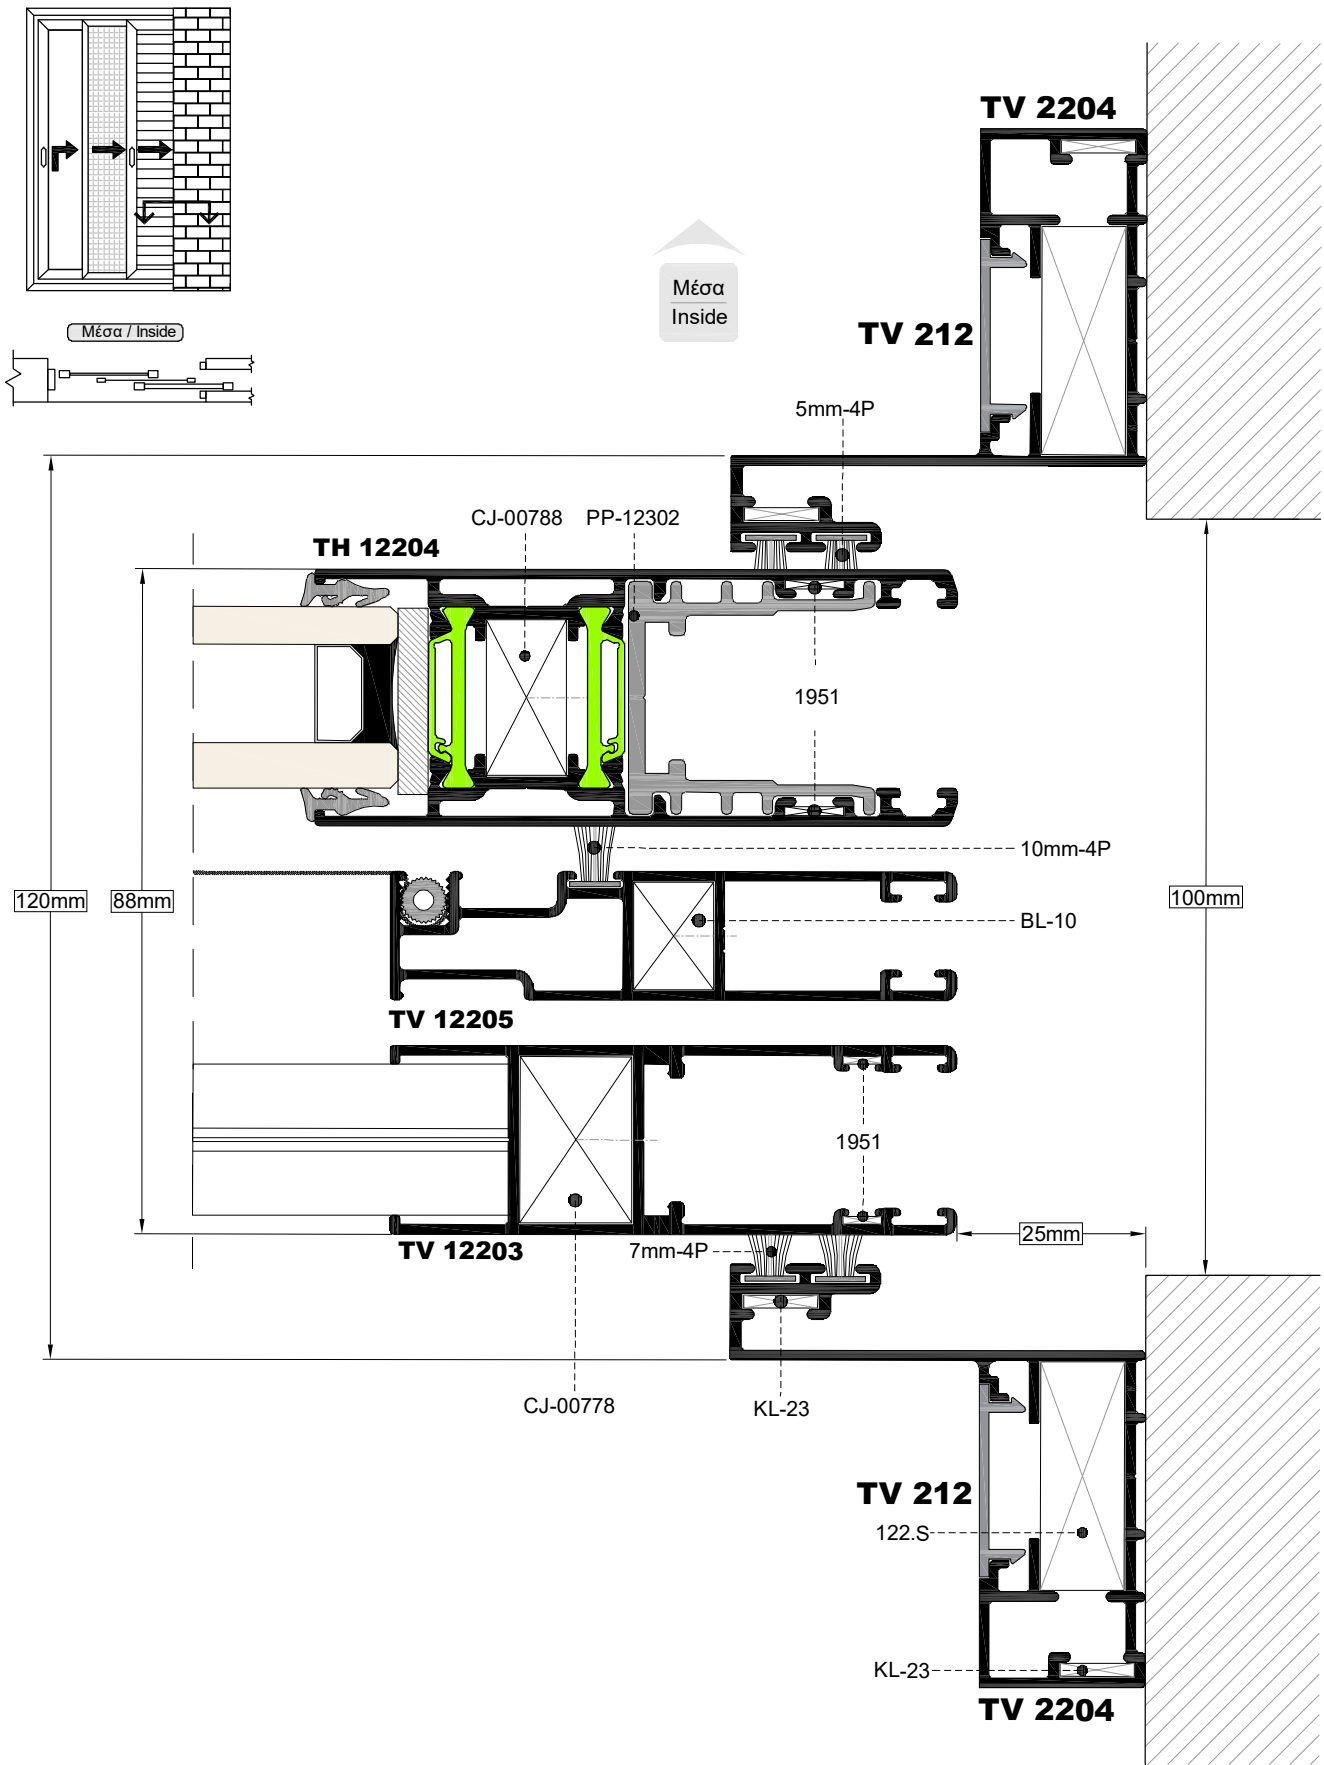 TV 2204
Μέσα
Inside
Μέσα / Inside
TV 212
5mm-4P
CJ-00788
PP-12302
TH 12204
1951
10mm-4P
120mm
88mm
100mm
BL-10
TV 12205
1951
25mm
TV 12203
7mm-4P
CJ-00778
KL-23
TV 212
122.S
KL-23
TV 2204